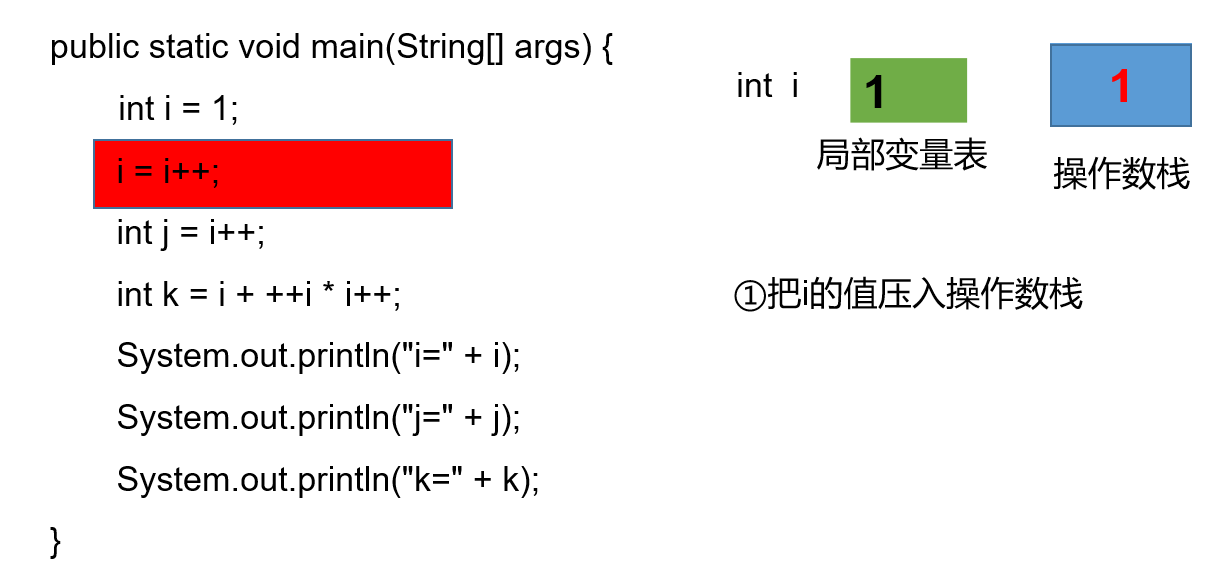 public static void main(String[] args) {
int i = 1;
i = i++;
int j = i++;
int k = i + ++i * i++;
System.out.println("i=" + i);
System.out.println("j=" + j);
System.out.println("k=" + k);
}
int i
1
局部变量表
1
操作数栈
①把i的值压入操作数栈